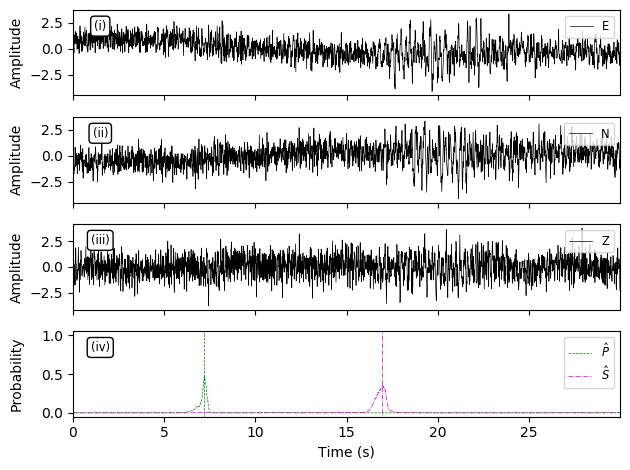 (i)
E
Amplitude
2.5
0.0
−2.5
(ii)
N
Amplitude
2.5
0.0
−2.5
(iii)
Z
Amplitude
2.5
0.0
−2.5
(iv)
P̂
Ŝ
Probability
1.0
0.5
0.0
0 5 10 15 20 25
Time (s)